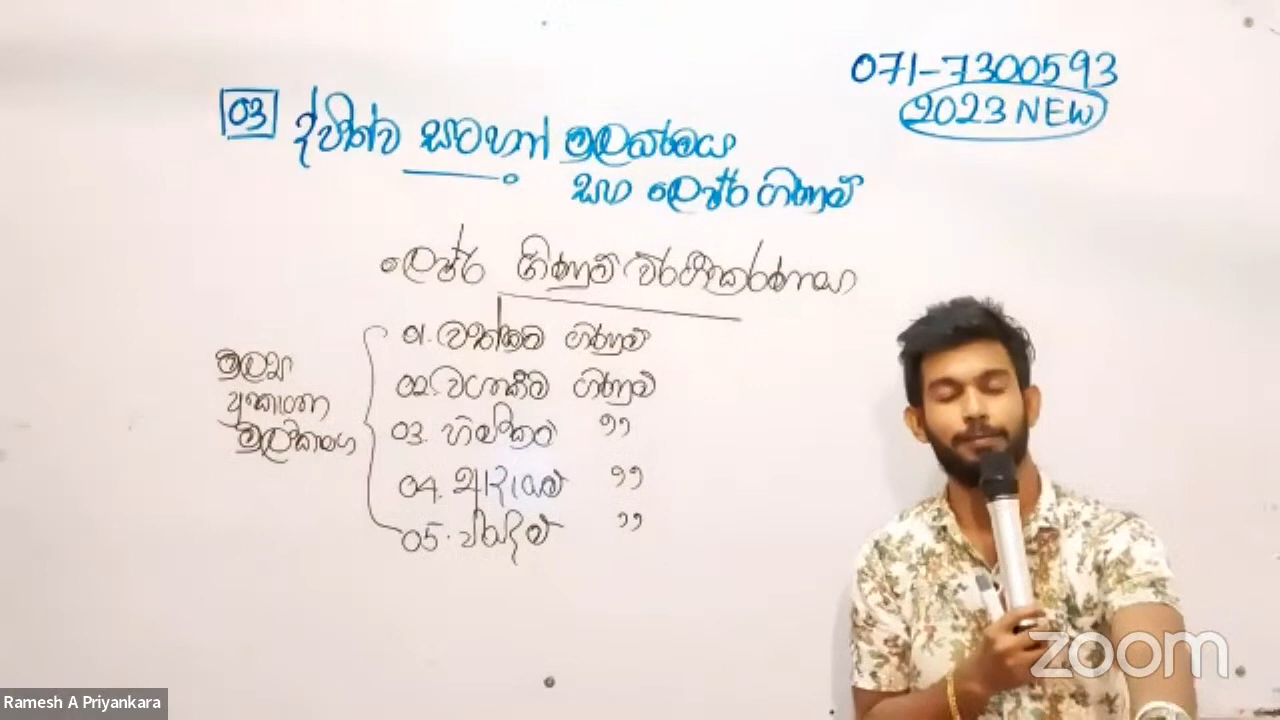 071-7300593
2023 NEW
03 ද්විත්ව සටහන් මූලධර්මය
සහ ලෙජර ගිණුම්
ලෙජර ගිණුම් වර්ගීකරණය
01. වත්කම් ගිණුම්
02. වගකීම් ගිණුම්
03. හිමිකම් ,,
04. ආදායම් ,,
05. වියදම් ,,
මූල්‍ය
ප්‍රකාශන
මූලිකාංග
zoom
Ramesh A Priyankara